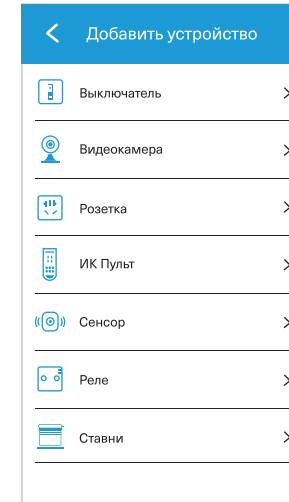 Добавить устройство
Выключатель
Видеокамера
Розетка
ИК Пульт
Сенсор
Реле
Ставни